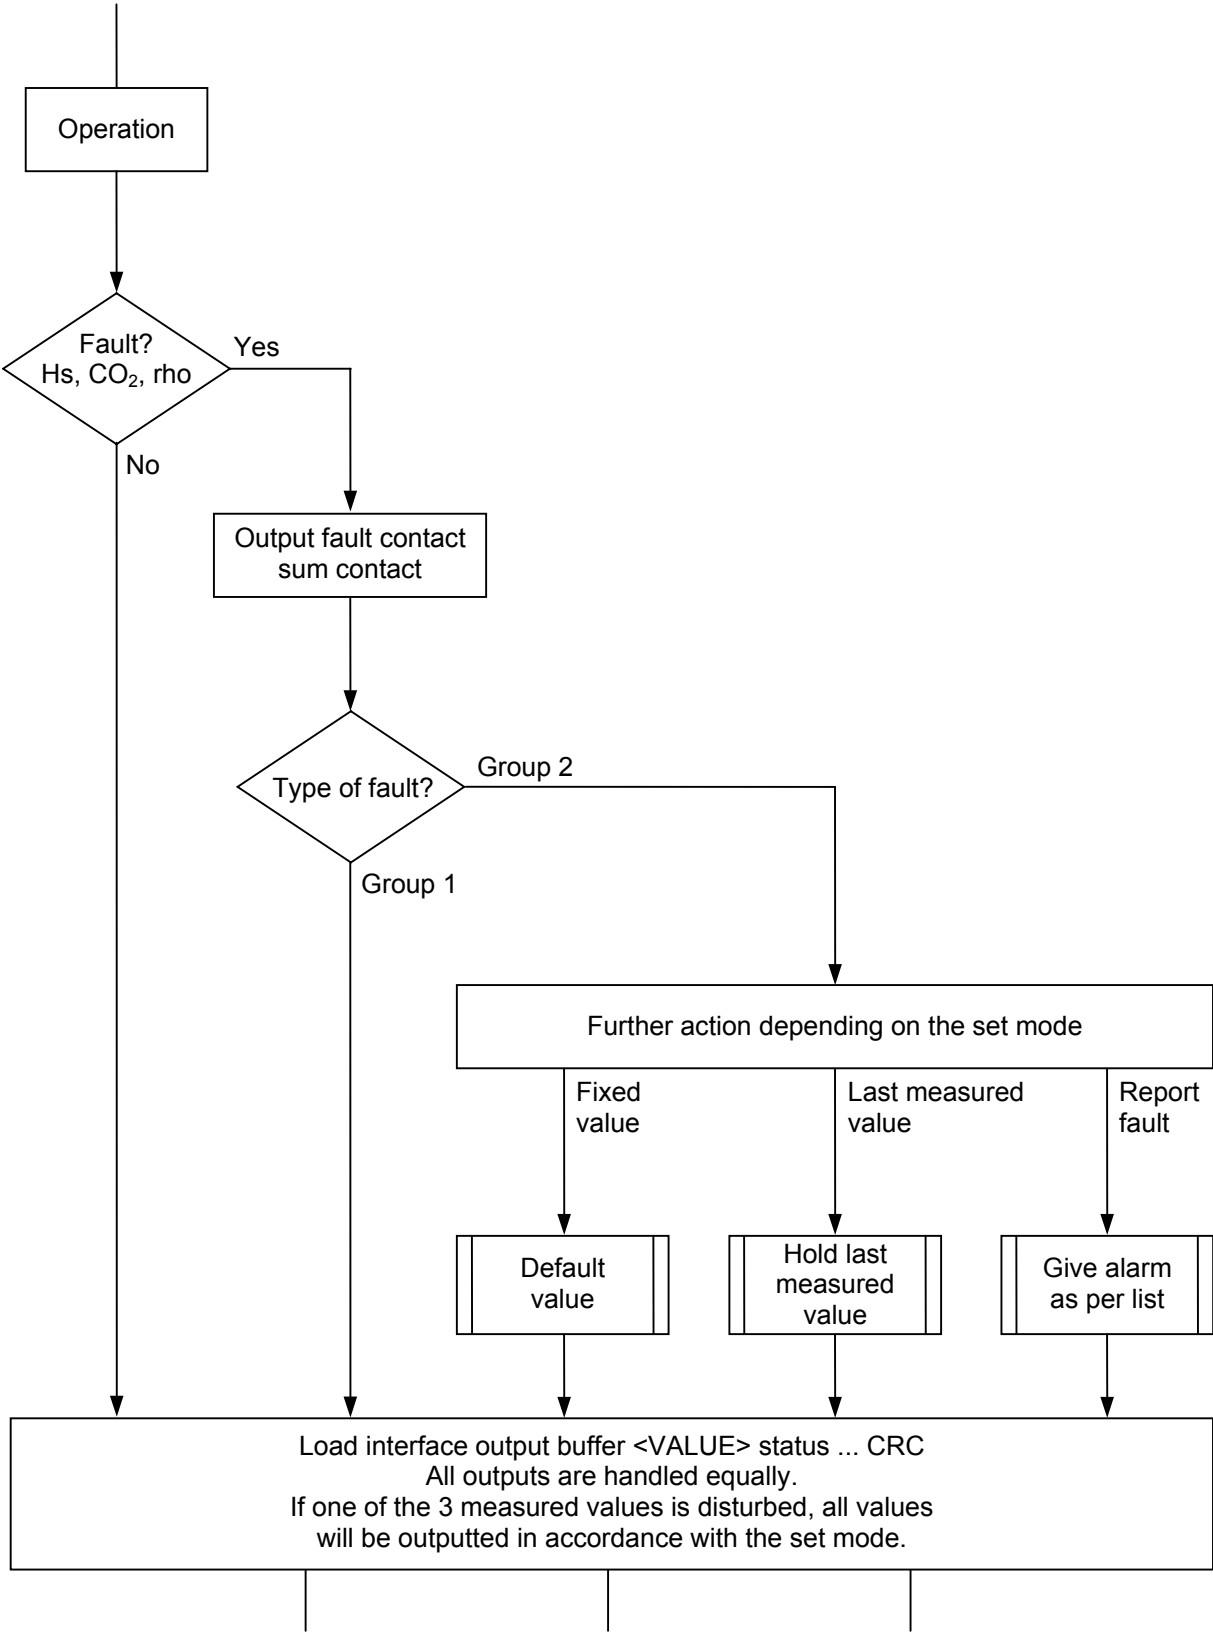 Operation
Fault?
Hs, CO₂, rho
Yes
No
Output fault contact
sum contact
Type of fault?
Group 2
Group 1
Further action depending on the set mode
Fixed
value
Last measured
value
Report
fault
Default
value
Hold last
measured
value
Give alarm
as per list
Load interface output buffer <VALUE> status ... CRC
All outputs are handled equally.
If one of the 3 measured values is disturbed, all values
will be outputted in accordance with the set mode.